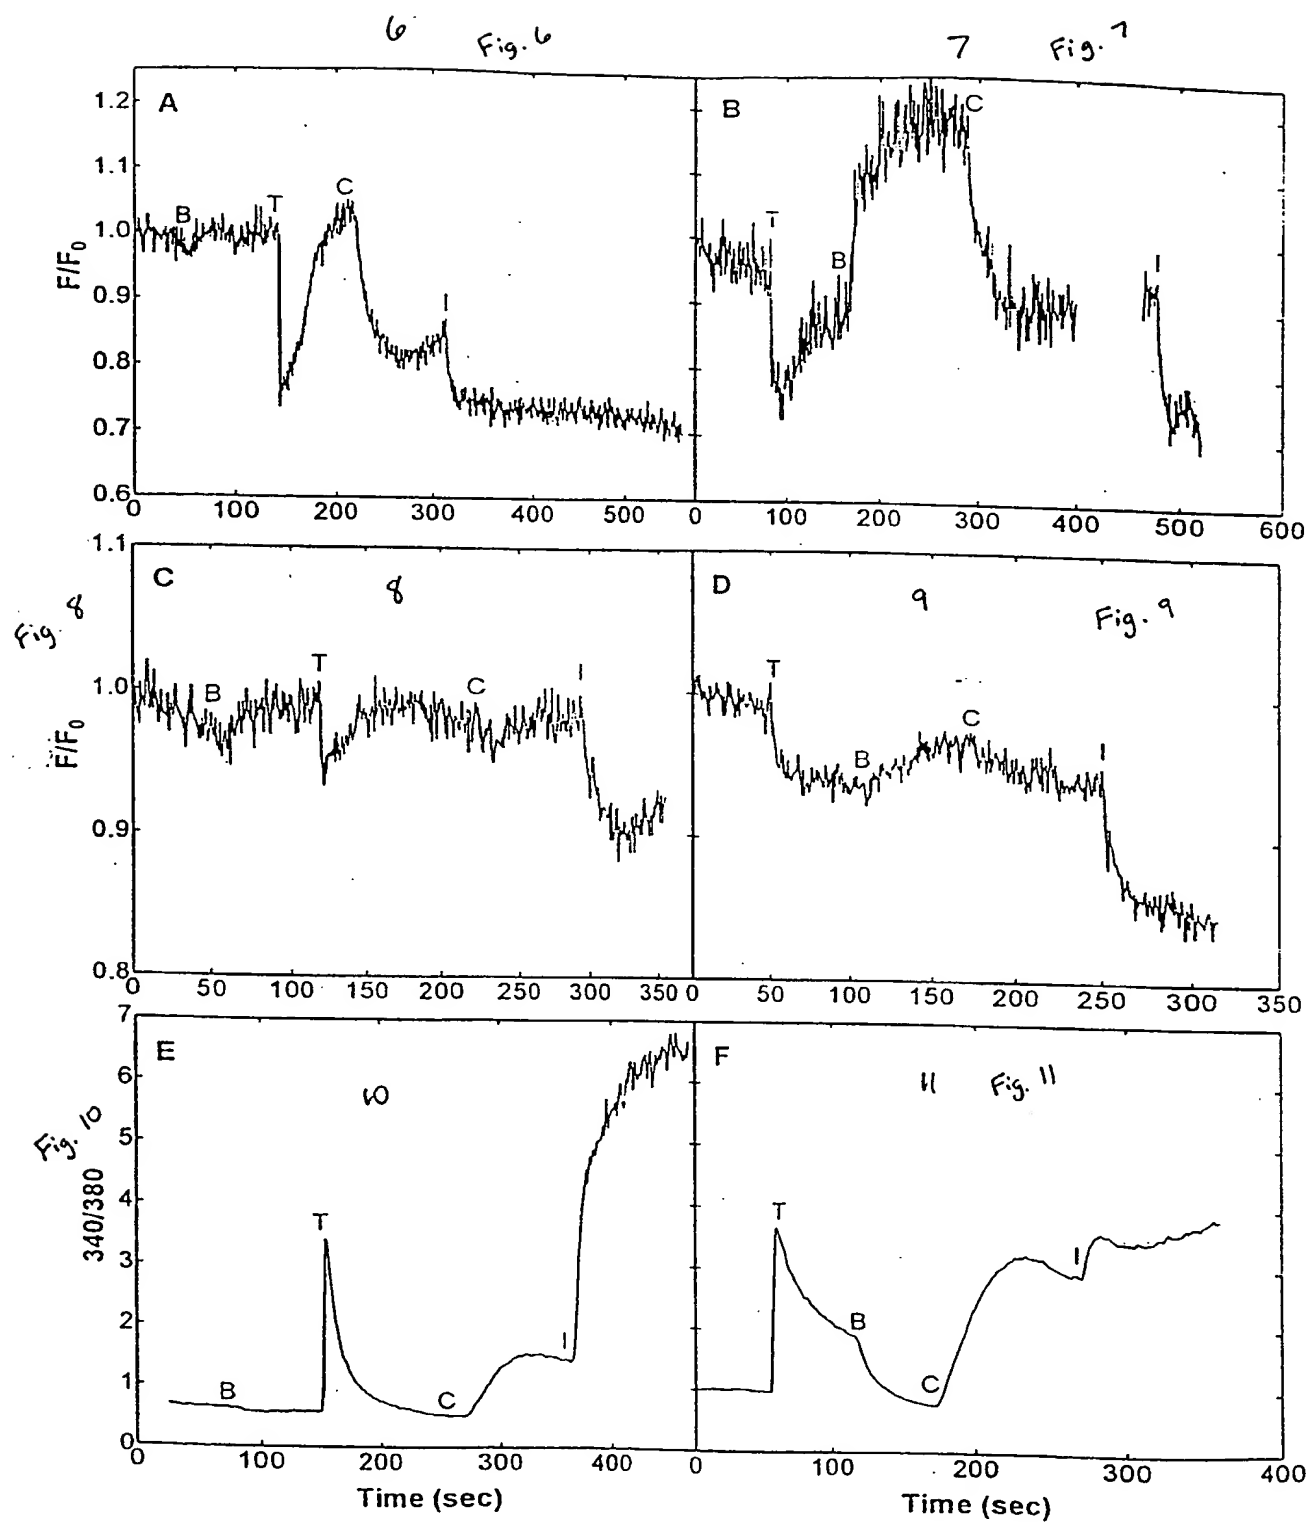 6 Fig. 6 7 Fig. 7
A B
1.2
1.1
1.0
0.9
0.8
0.7
0.6
F/F0
B T C I
T B C I
0 100 200 300 400 500
0 100 200 300 400 500 600
C 8 D 9
Fig. 8 Fig. 9
1.1
1.0
0.9
0.8
F/F0
B T C I
T B C I
0 50 100 150 200 250 300 350
0 50 100 150 200 250 300 350
E 10 F 11
Fig. 10 Fig. 11
7
6
5
4
3
2
1
0
340/380
B T C I
T B C I
0 100 200 300 400
0 100 200 300 400
Time (sec) Time (sec)